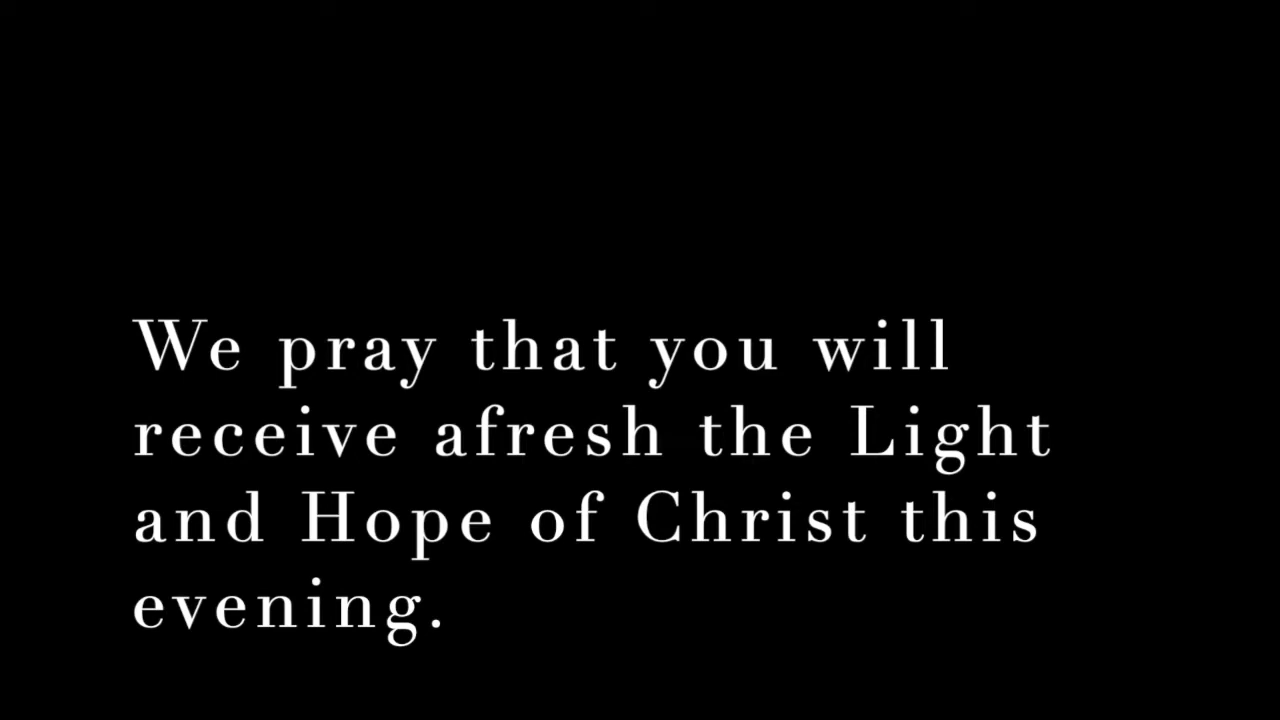 We pray that you will
receive afresh the Light
and Hope of Christ this
evening.